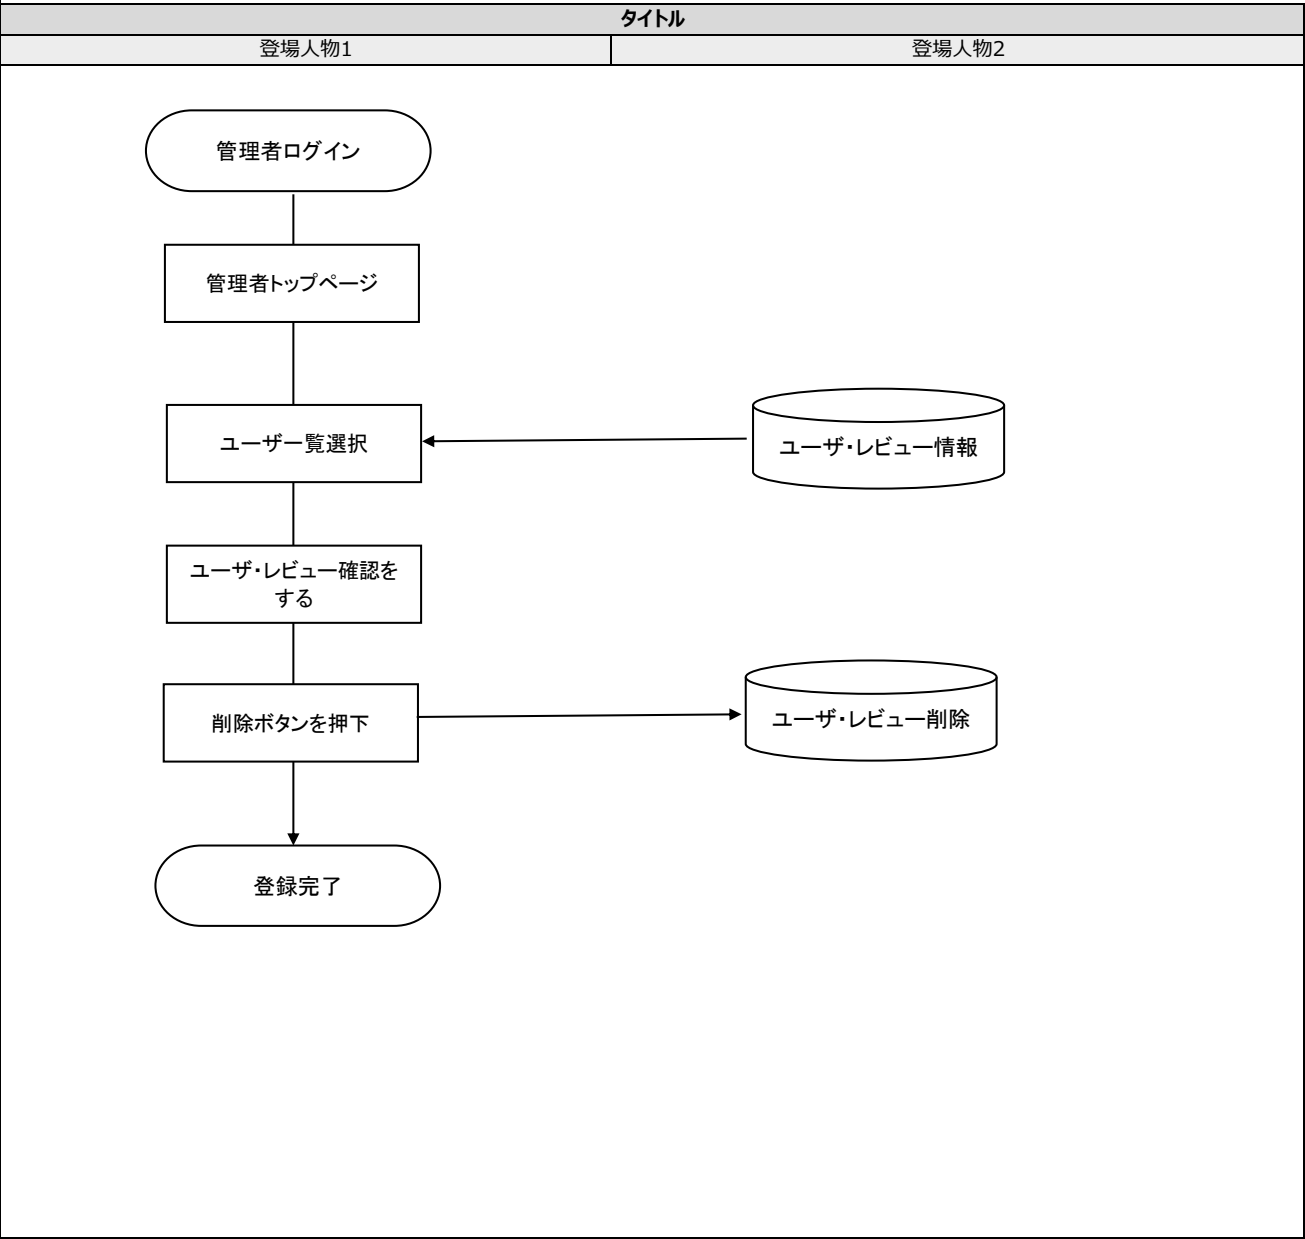 タイトル
登場人物1
登場人物2
管理者ログイン
管理者トップページ
ユーザ一覧選択
ユーザ・レビュー情報
ユーザ・レビュー確認を
する
削除ボタンを押下
ユーザ・レビュー削除
登録完了